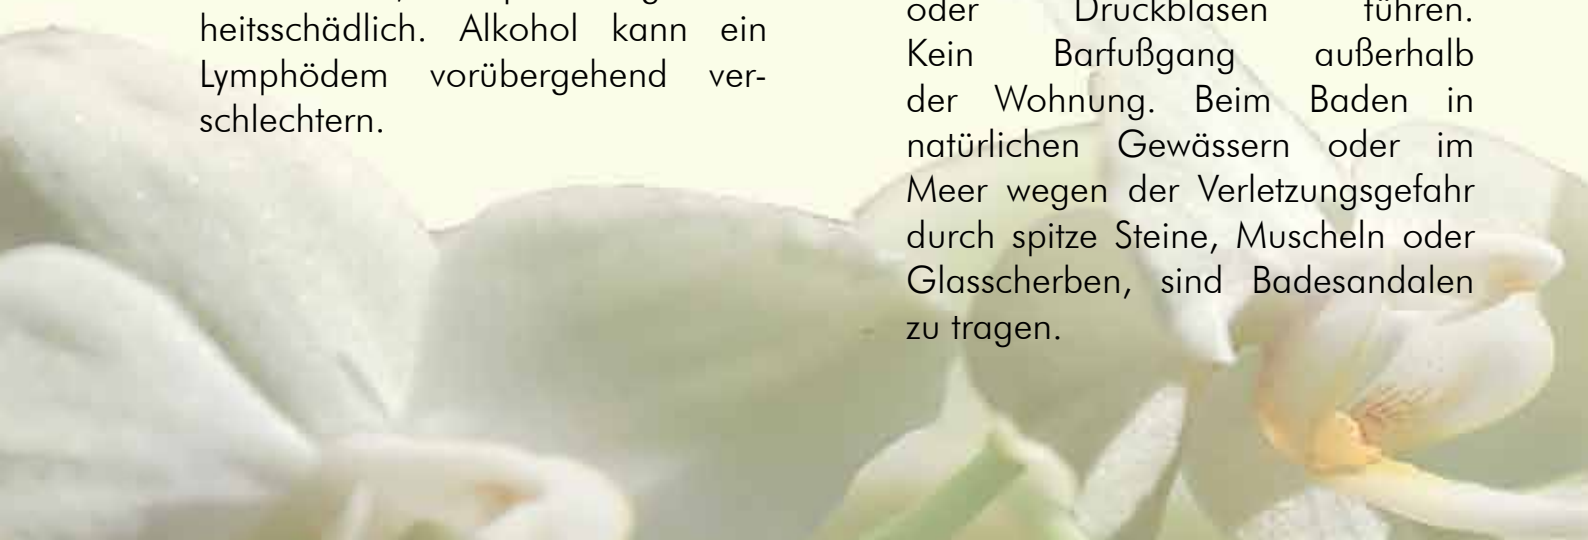 heitsschädlich. Alkohol kann ein
Lymphödem vorübergehend ver-
schlechtern.
oder Druckblasen führen.
Kein Barfußgang außerhalb
der Wohnung. Beim Baden in
natürlichen Gewässern oder im
Meer wegen der Verletzungsgefahr
durch spitze Steine, Muscheln oder
Glasscherben, sind Badesandalen
zu tragen.